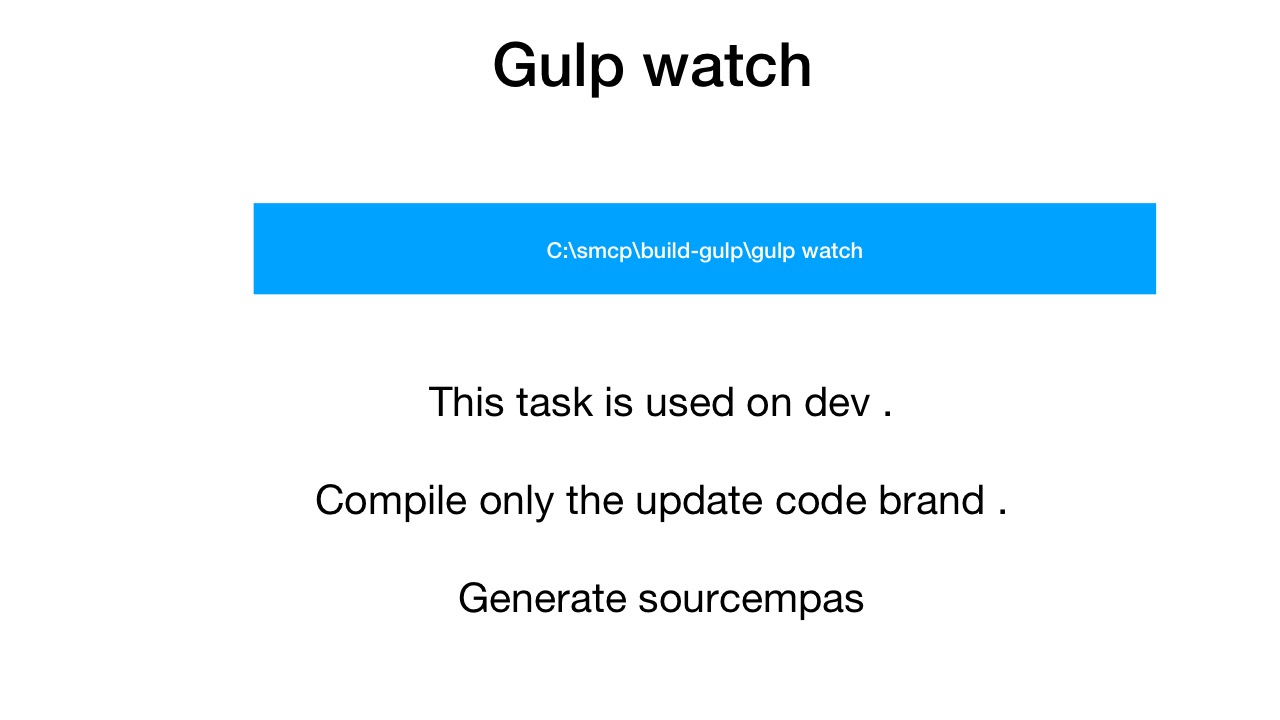 Gulp watch
C:\smcp\build-gulp\gulp watch
This task is used on dev .
Compile only the update code brand .
Generate sourcempas